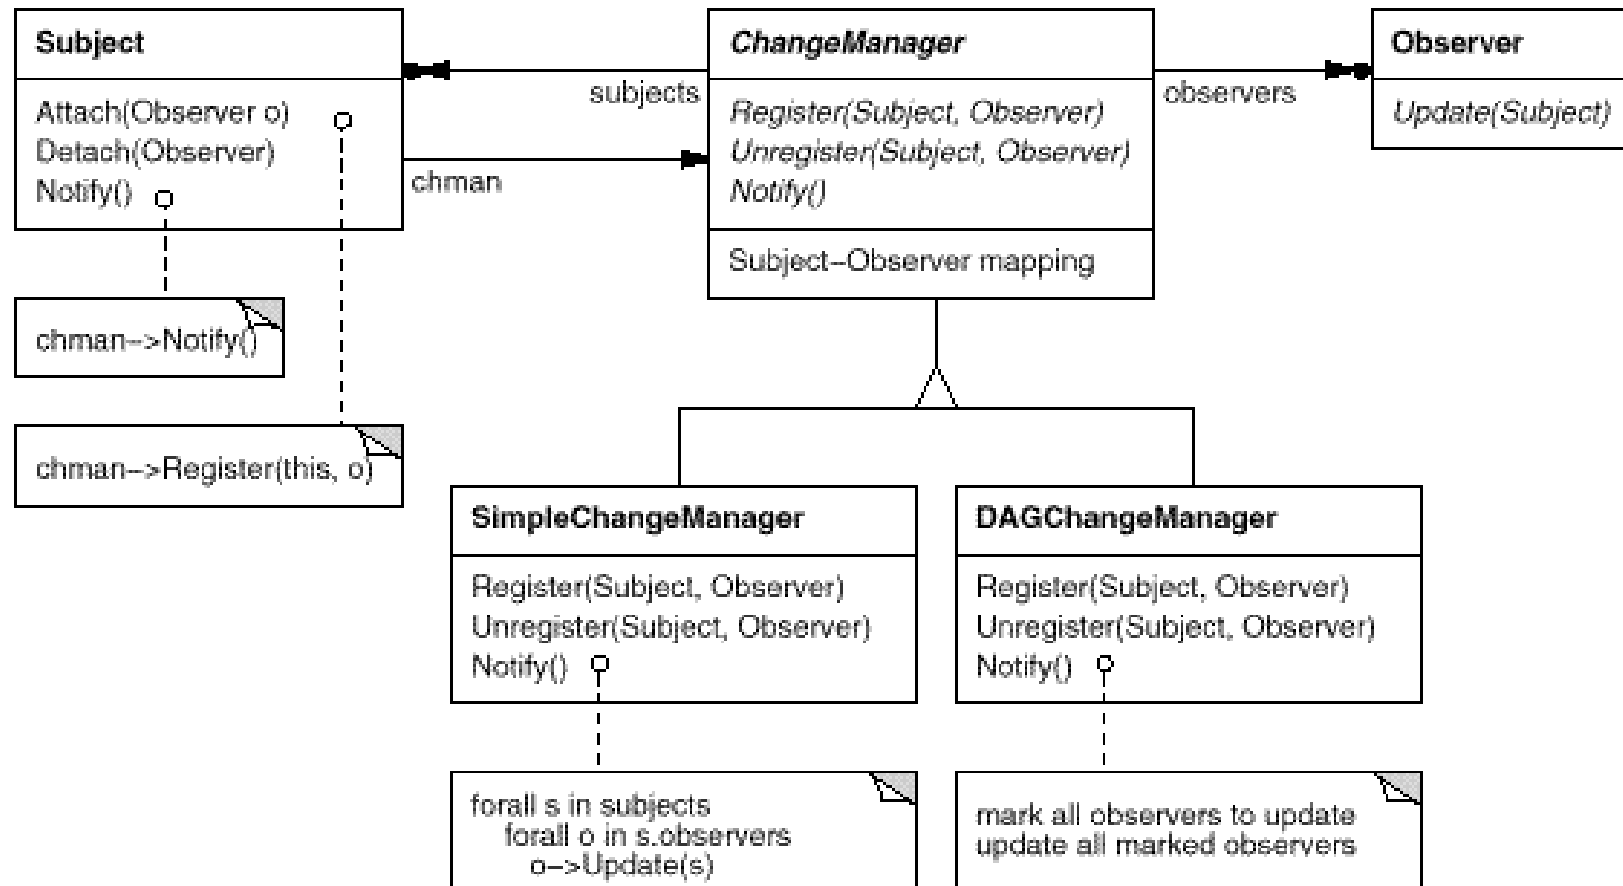 Subject
Attach(Observer o)
Detach(Observer)
Notify()
subjects
chman
ChangeManager
Register(Subject, Observer)
Unregister(Subject, Observer)
Notify()
Subject–Observer mapping
observers
Observer
Update(Subject)
chman–>Notify()
chman–>Register(this, o)
SimpleChangeManager
Register(Subject, Observer)
Unregister(Subject, Observer)
Notify()
forall s in subjects
forall o in s.observers
o–>Update(s)
DAGChangeManager
Register(Subject, Observer)
Unregister(Subject, Observer)
Notify()
mark all observers to update
update all marked observers